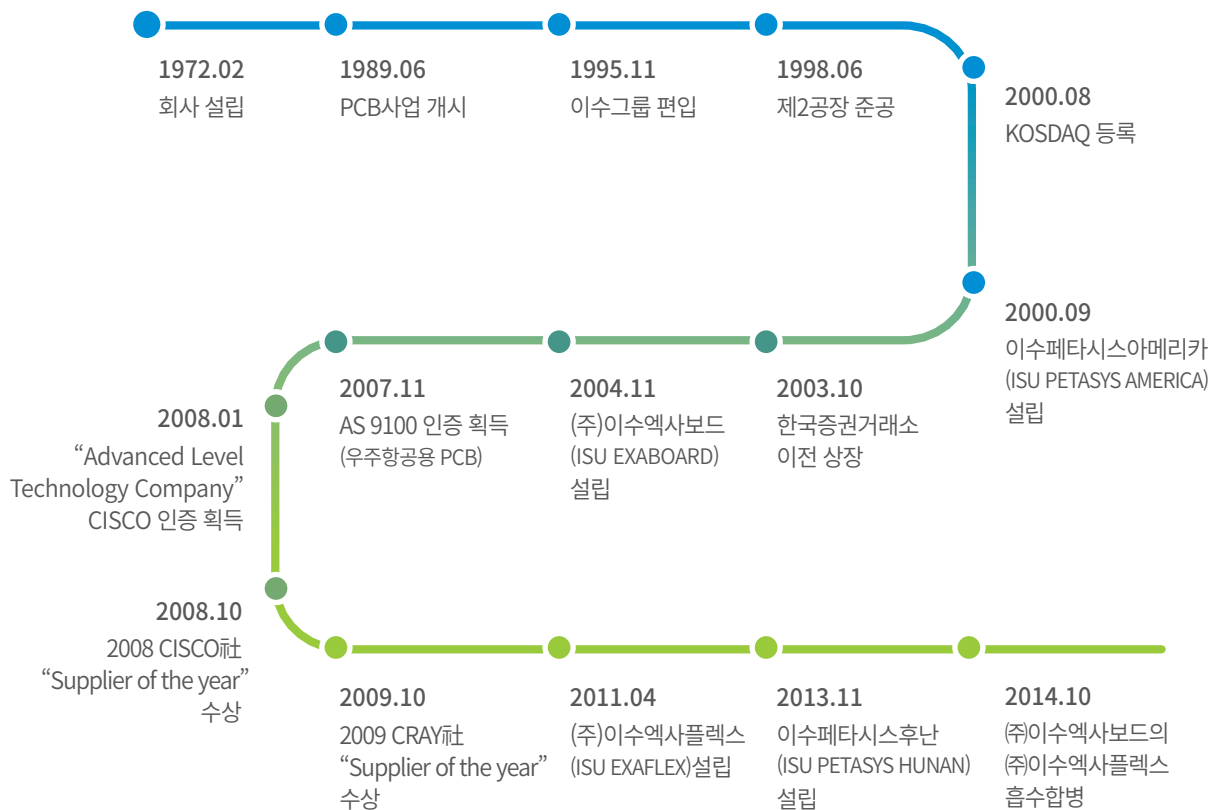 1972.02
회사 설립
1989.06
PCB사업 개시
1995.11
이수그룹 편입
1998.06
제2공장 준공
2000.08
KOSDAQ 등록
2000.09
이수페타시스아메리카
(ISU PETASYS AMERICA)
설립
2003.10
한국증권거래소
이전 상장
2004.11
(주)이수엑사보드
(ISU EXABOARD)
설립
2007.11
AS 9100 인증 획득
(우주항공용 PCB)
2008.01
“Advanced Level
Technology Company”
CISCO 인증 획득
2008.10
2008 CISCO社
“Supplier of the year”
수상
2009.10
2009 CRAY社
“Supplier of the year”
수상
2011.04
(주)이수엑사플렉스
(ISU EXAFLEX)설립
2013.11
이수페타시스후난
(ISU PETASYS HUNAN)
설립
2014.10
㈜이수엑사보드의
㈜이수엑사플렉스
흡수합병